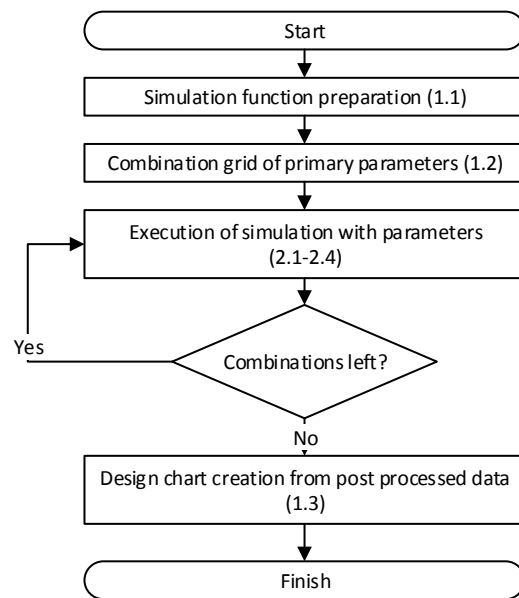 Start
Simulation function preparation (1.1)
Combination grid of primary parameters (1.2)
Execution of simulation with parameters
(2.1-2.4)
Yes
Combinations left?
No
Design chart creation from post processed data
(1.3)
Finish